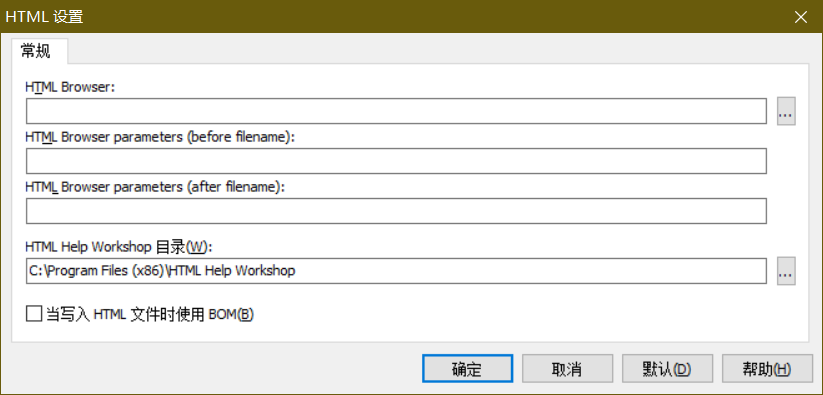 HTML 设置
常规
HTML Browser:
...
HTML Browser parameters (before filename):
HTML Browser parameters (after filename):
HTML Help Workshop 目录(W):
C:\Program Files (x86)\HTML Help Workshop
...
当写入 HTML 文件时使用 BOM(B)
确定 取消 默认(D) 帮助(H)